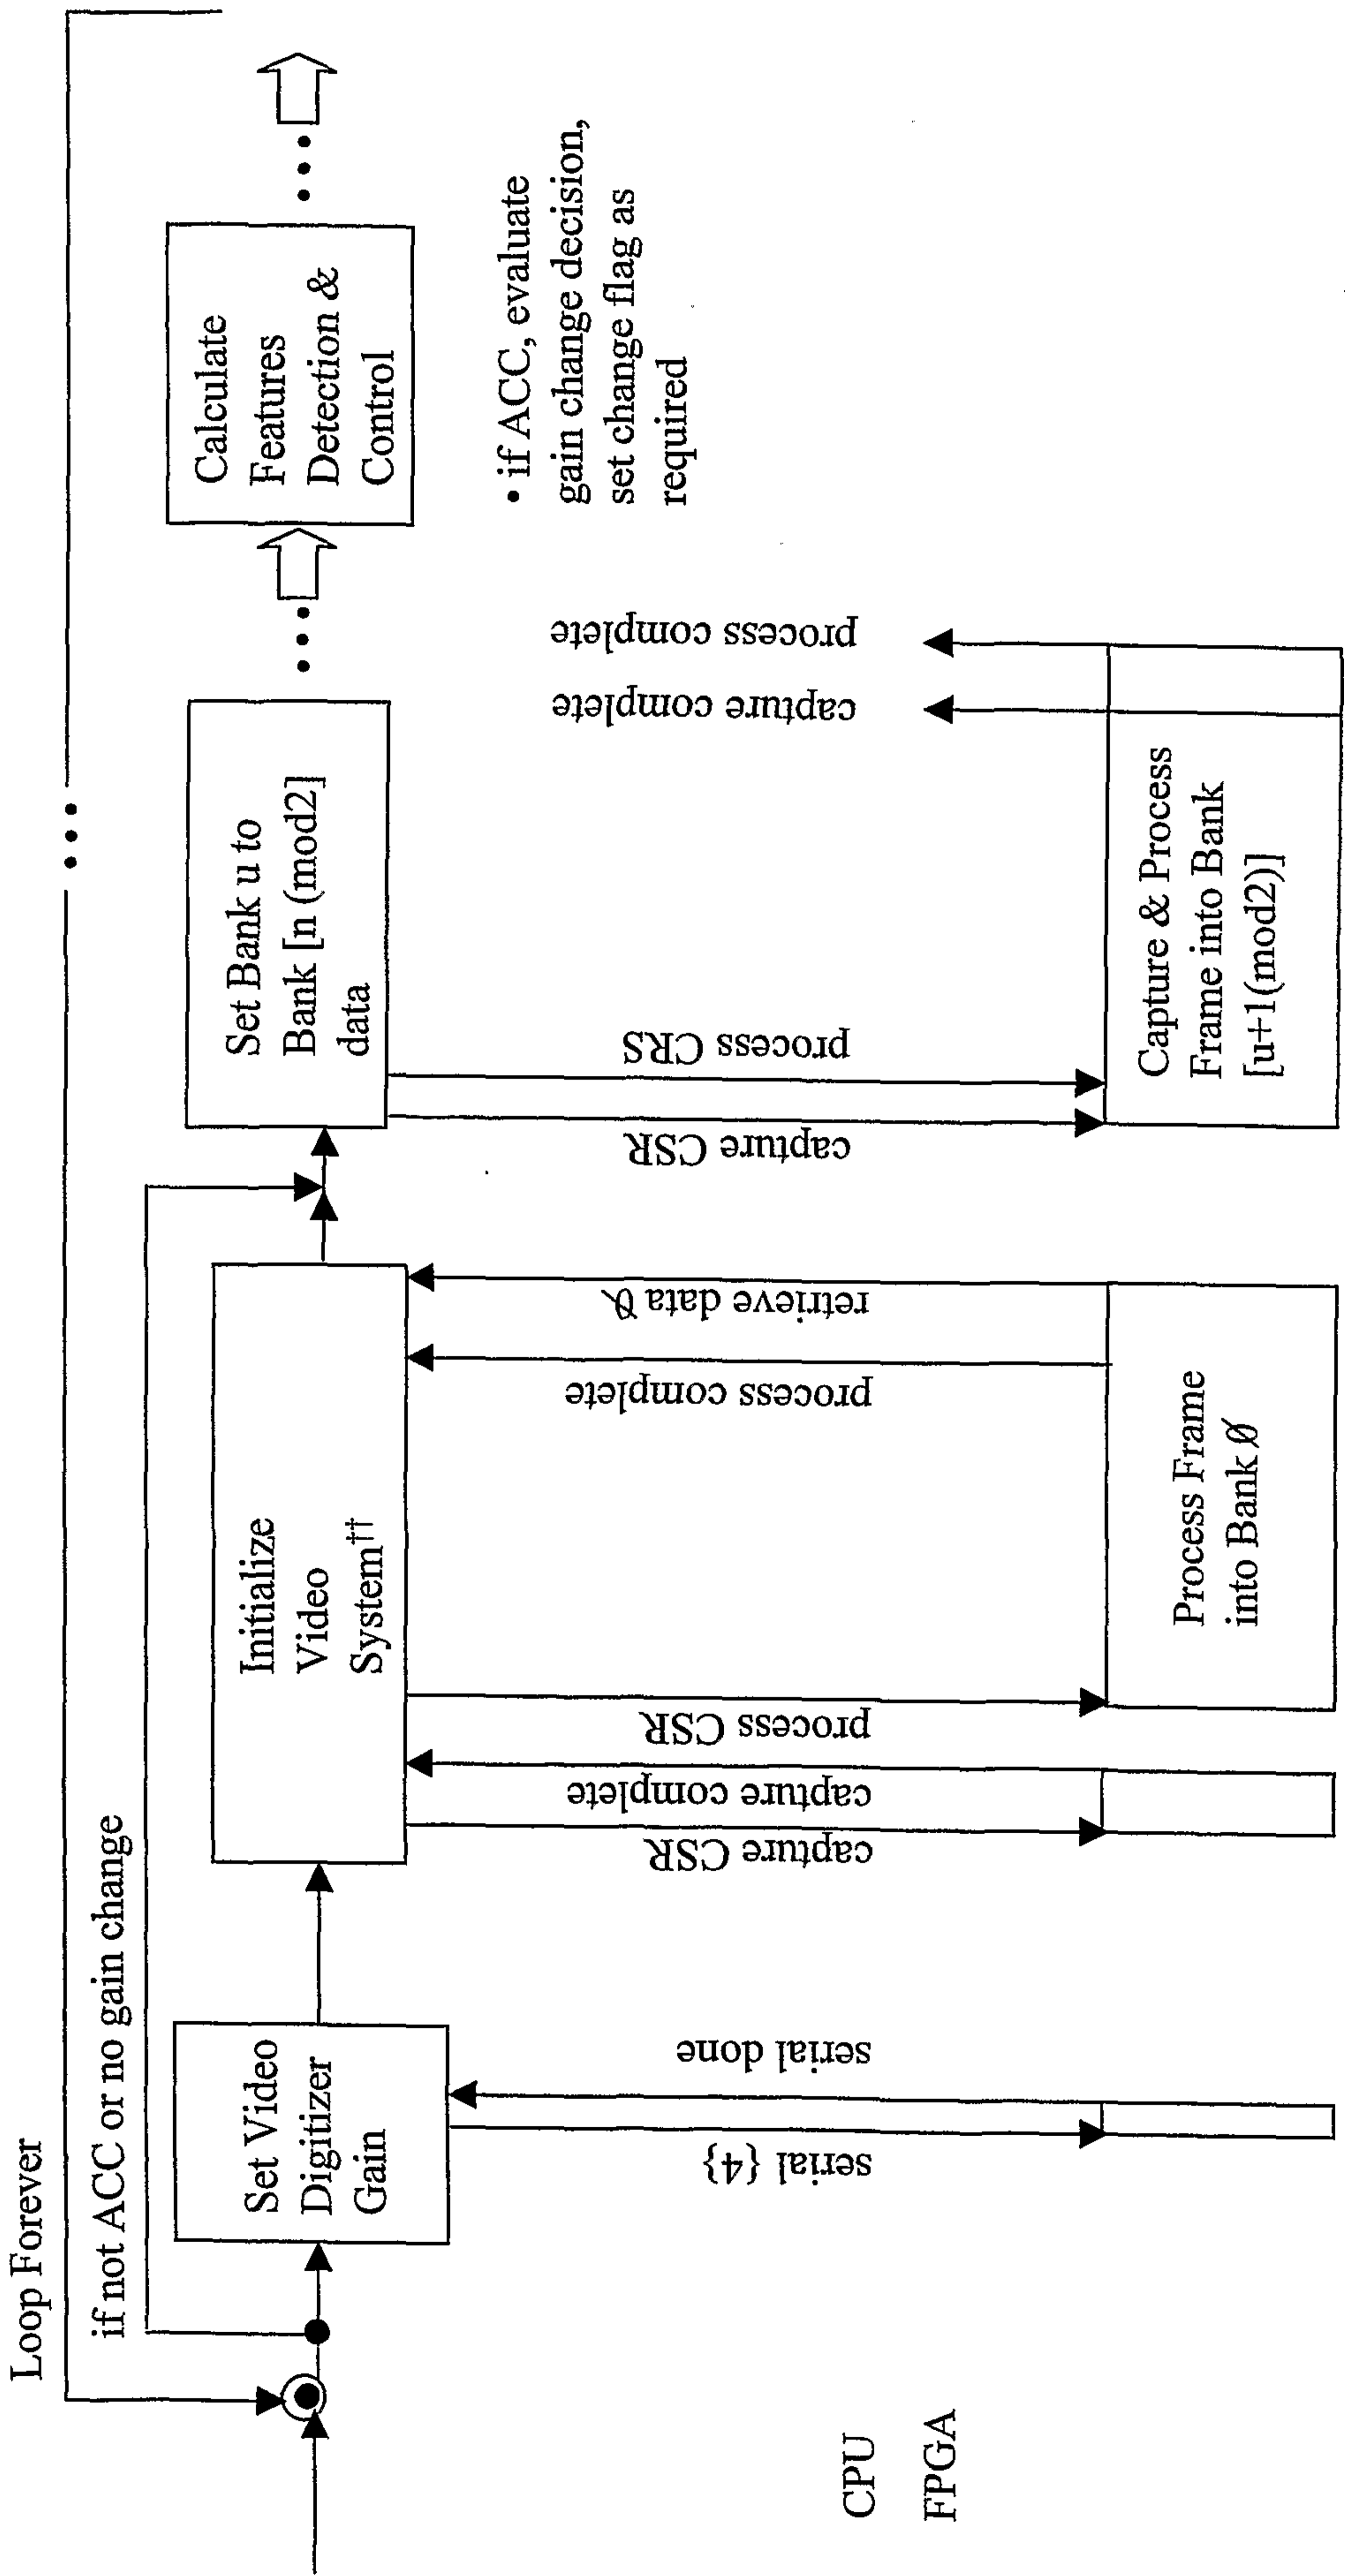 Loop Forever
if not ACC or no gain change
Set Video
Digitizer
Gain
Initialize
Video
System††
Set Bank u to
Bank [n (mod2]
data
Calculate
Features
Detection &
Control
• • •
• • •
• • •
• if ACC, evaluate
gain change decision,
set change flag as
required
serial {4}
serial done
capture CSR
capture complete
process CSR
process complete
retrieve data 0
capture CSR
process CRS
capture complete
process complete
CPU
FPGA
Process Frame
into Bank Ø
Capture & Process
Frame into Bank
[u+1(mod2)]